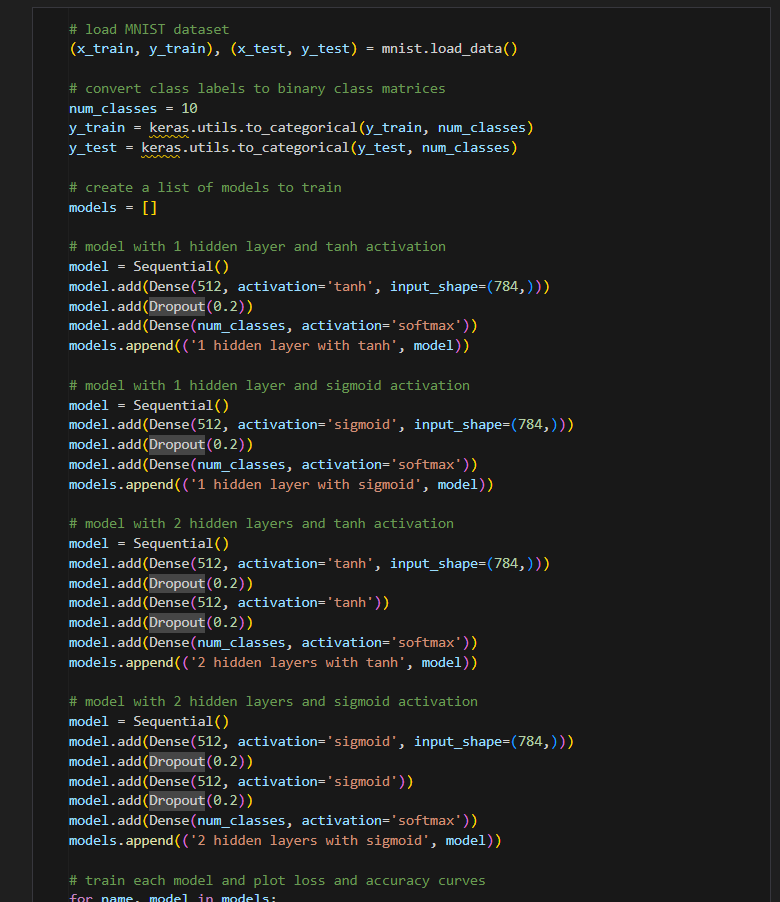 # load MNIST dataset
(x_train, y_train), (x_test, y_test) = mnist.load_data()
# convert class labels to binary class matrices
num_classes = 10
y_train = keras.utils.to_categorical(y_train, num_classes)
y_test = keras.utils.to_categorical(y_test, num_classes)
# create a list of models to train
models = []
# model with 1 hidden layer and tanh activation
model = Sequential()
model.add(Dense(512, activation='tanh', input_shape=(784,)))
model.add(Dropout(0.2))
model.add(Dense(num_classes, activation='softmax'))
models.append(('1 hidden layer with tanh', model))
# model with 1 hidden layer and sigmoid activation
model = Sequential()
model.add(Dense(512, activation='sigmoid', input_shape=(784,)))
model.add(Dropout(0.2))
model.add(Dense(num_classes, activation='softmax'))
models.append(('1 hidden layer with sigmoid', model))
# model with 2 hidden layers and tanh activation
model = Sequential()
model.add(Dense(512, activation='tanh', input_shape=(784,)))
model.add(Dropout(0.2))
model.add(Dense(512, activation='tanh'))
model.add(Dropout(0.2))
model.add(Dense(num_classes, activation='softmax'))
models.append(('2 hidden layers with tanh', model))
# model with 2 hidden layers and sigmoid activation
model = Sequential()
model.add(Dense(512, activation='sigmoid', input_shape=(784,)))
model.add(Dropout(0.2))
model.add(Dense(512, activation='sigmoid'))
model.add(Dropout(0.2))
model.add(Dense(num_classes, activation='softmax'))
models.append(('2 hidden layers with sigmoid', model))
# train each model and plot loss and accuracy curves
for name, model in models: